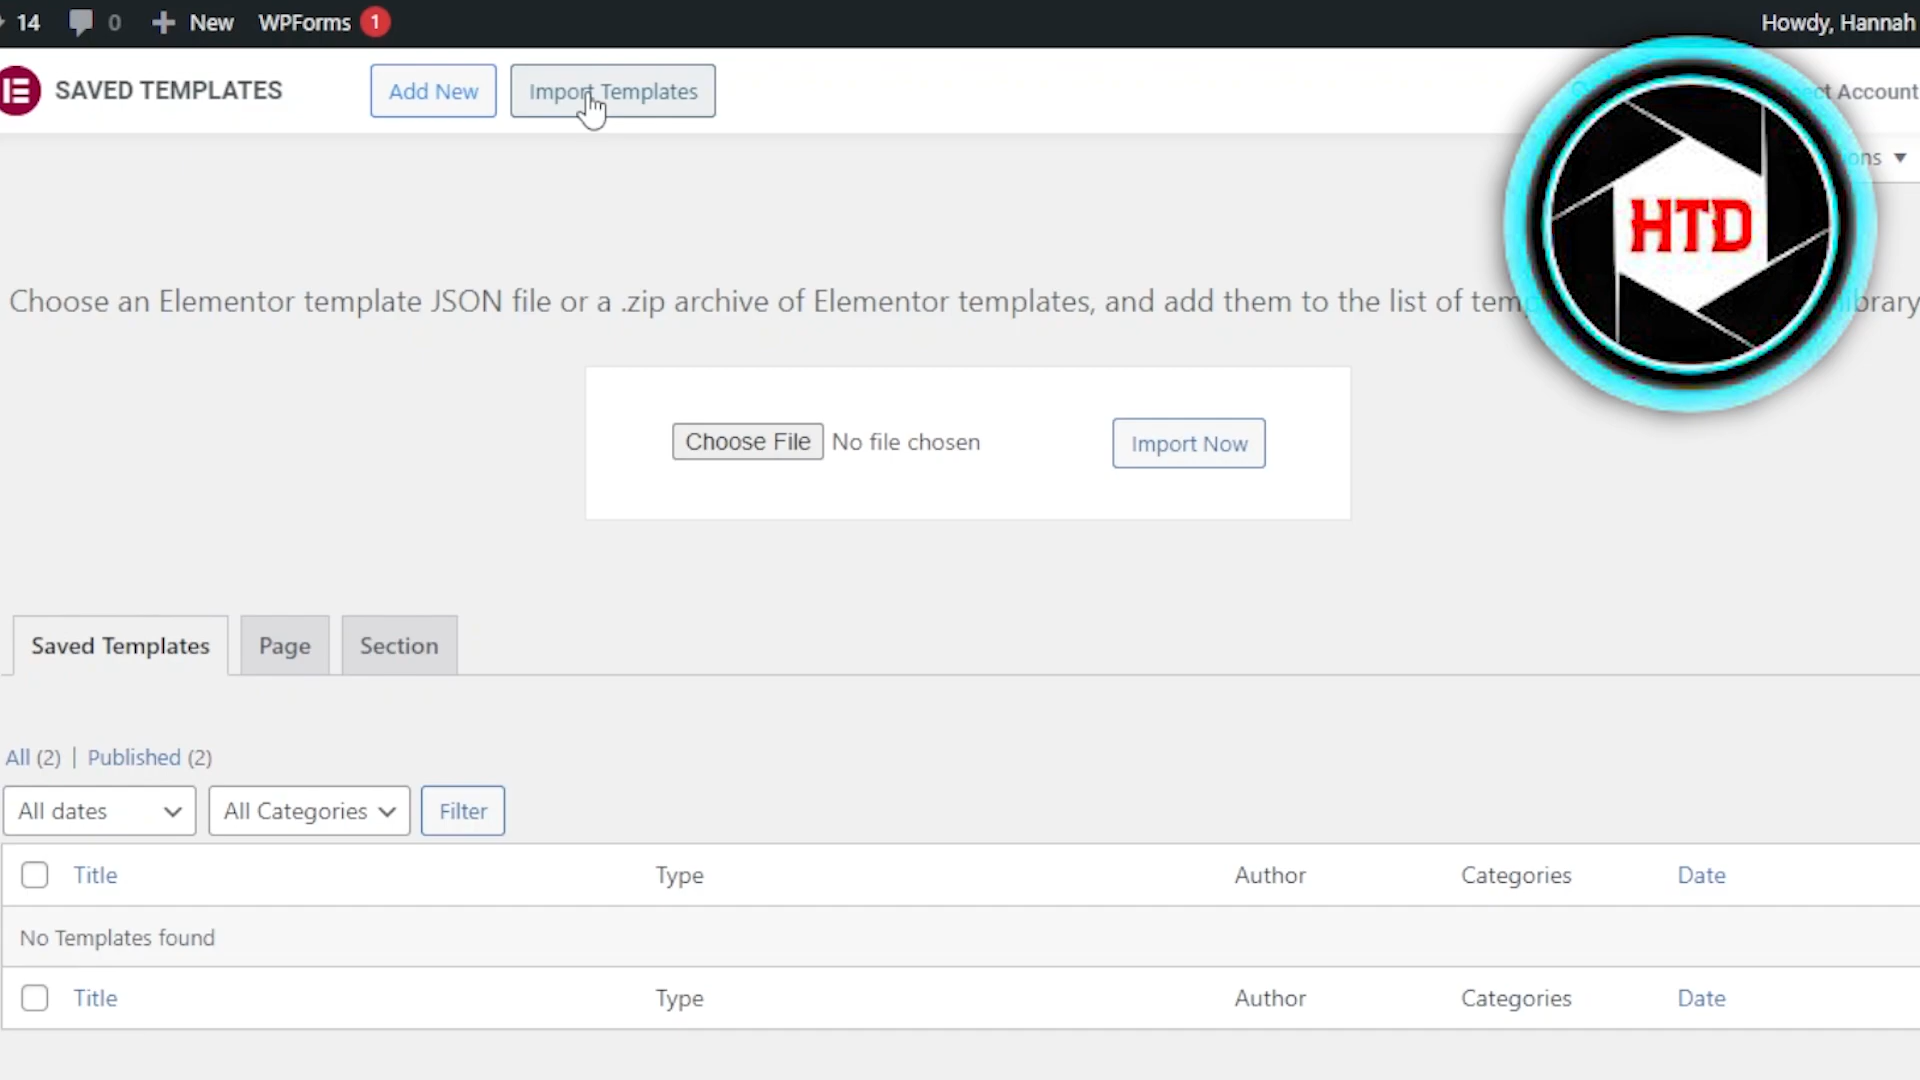 14 0 New WPForms 1 Howdy, Hannah
SAVED TEMPLATES Add New Import Templates Account
HTD
Choose an Elementor template JSON file or a .zip archive of Elementor templates, and add them to the list of library
Choose File No file chosen Import Now
Saved Templates Page Section
All (2) | Published (2)
All dates All Categories Filter
Title Type Author Categories Date
No Templates found
Title Type Author Categories Date